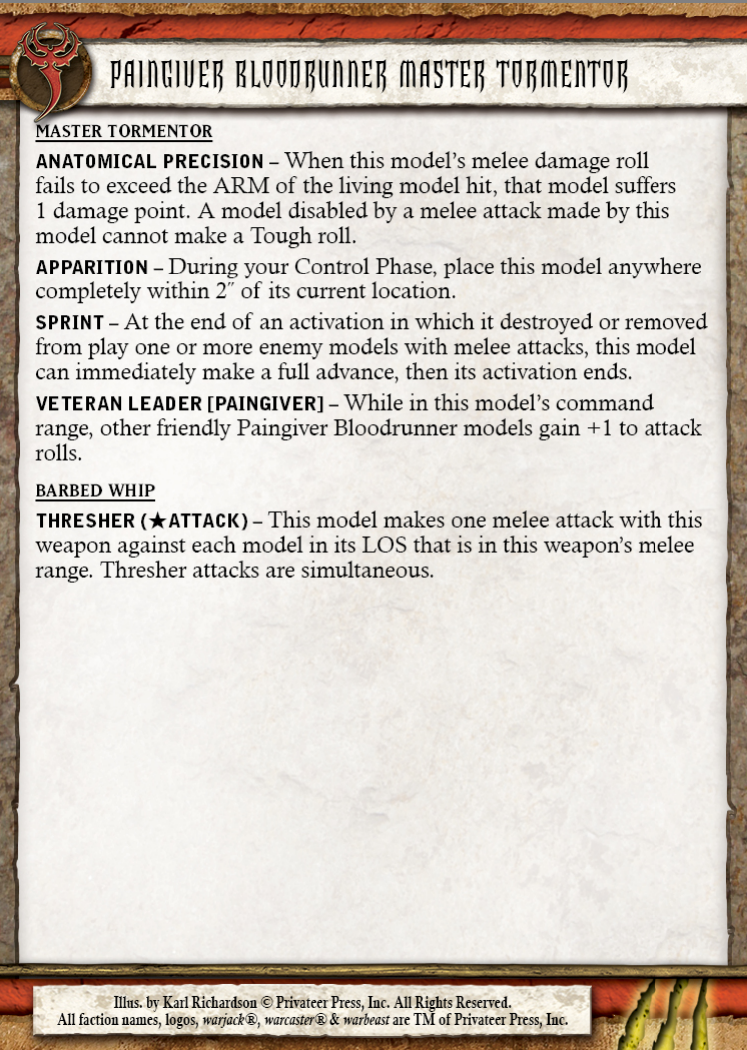 PAINGIVER BLOODRUNNER MASTER TORMENTOR
MASTER TORMENTOR
ANATOMICAL PRECISION – When this model's melee damage roll
fails to exceed the ARM of the living model hit, that model suffers
1 damage point. A model disabled by a melee attack made by this
model cannot make a Tough roll.
APPARITION – During your Control Phase, place this model anywhere
completely within 2˝ of its current location.
SPRINT – At the end of an activation in which it destroyed or removed
from play one or more enemy models with melee attacks, this model
can immediately make a full advance, then its activation ends.
VETERAN LEADER [PAINGIVER] – While in this model's command
range, other friendly Paingiver Bloodrunner models gain +1 to attack
rolls.
BARBED WHIP
THRESHER (★ATTACK) – This model makes one melee attack with this
weapon against each model in its LOS that is in this weapon's melee
range. Thresher attacks are simultaneous.
Illus. by Karl Richardson © Privateer Press, Inc. All Rights Reserved.
All faction names, logos, warjack®, warcaster® & warbeast are TM of Privateer Press, Inc.